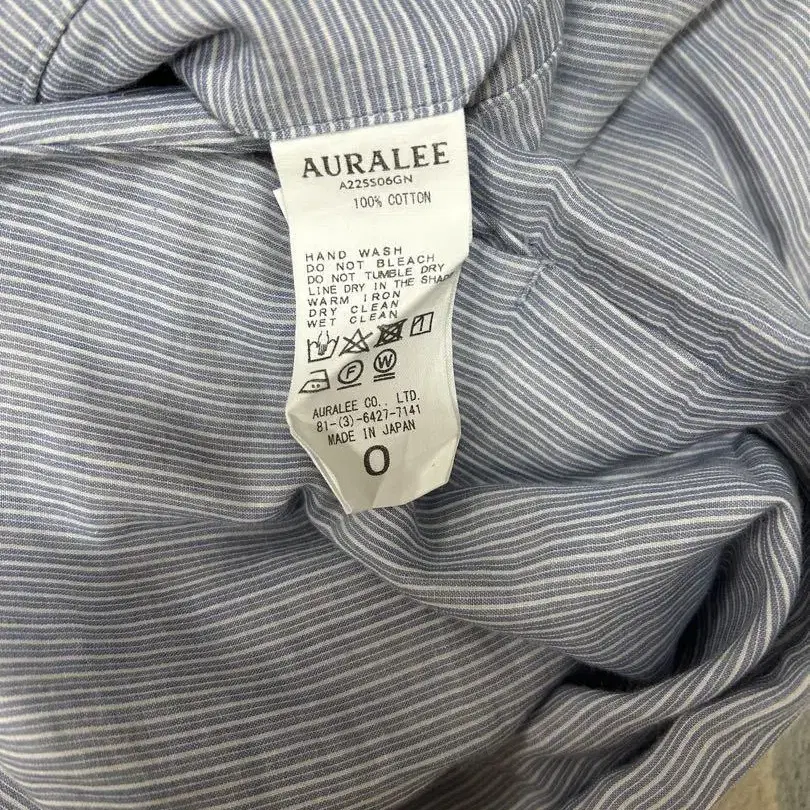 AURALEE
A22SS06GN
100% COTTON
HAND WASH
DO NOT BLEACH
DO NOT TUMBLE DRY
LINE DRY IN THE SHADE
WARM IRON
DRY CLEAN
WET CLEAN
F W
AURALEE CO., LTD.
81-(3)-6427-7141
MADE IN JAPAN
0